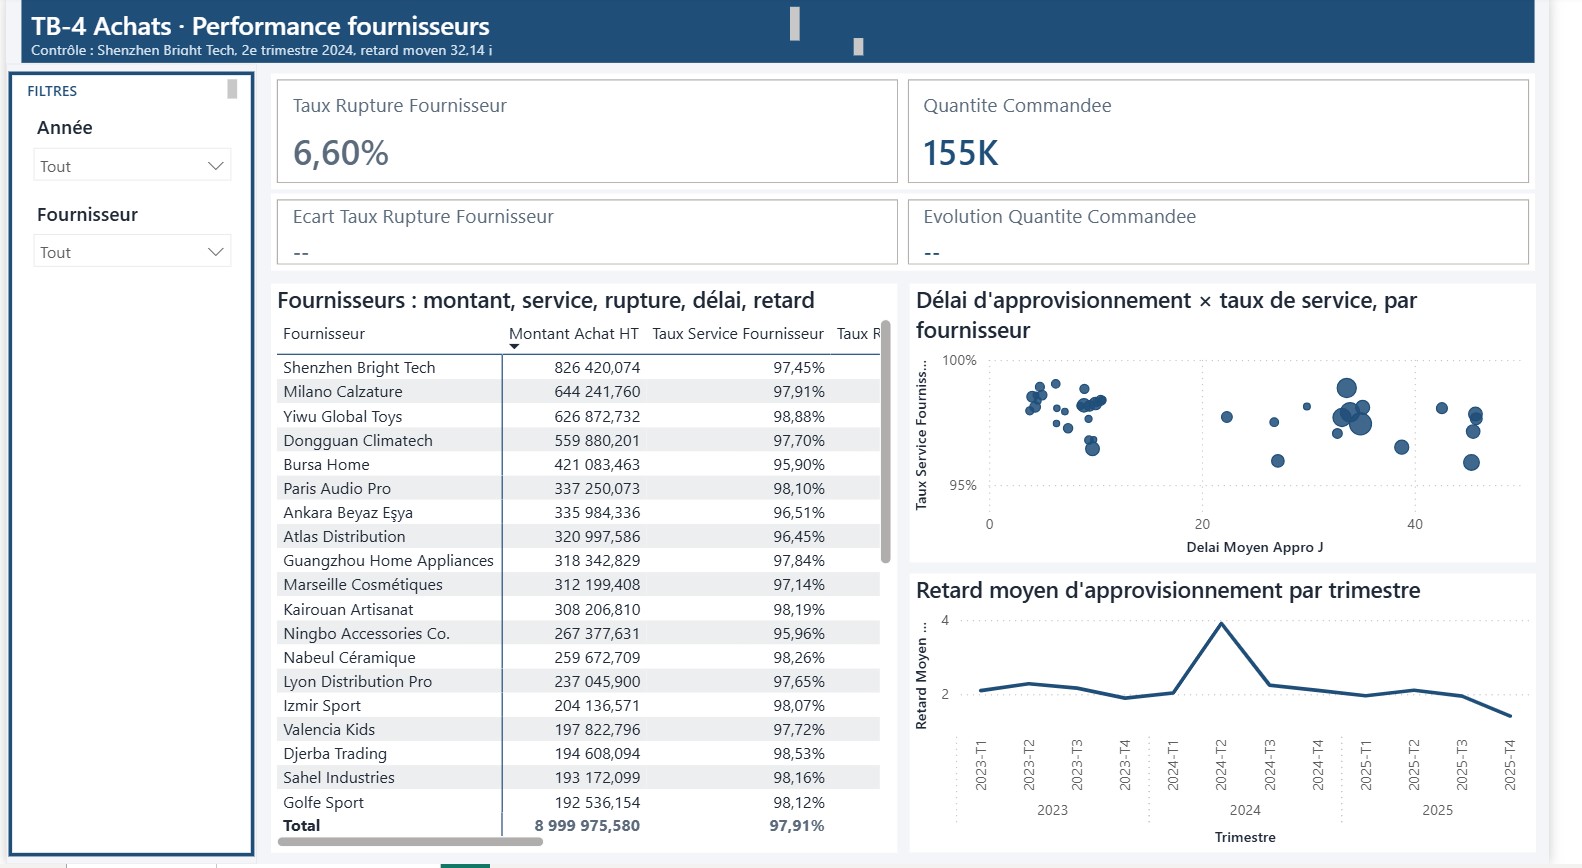 TB-4 Achats · Performance fournisseurs
Contrôle : Shenzhen Bright Tech, 2e trimestre 2024, retard moyen 32,14 j
FILTRES
Année
Tout
Fournisseur
Tout
Taux Rupture Fournisseur
6,60%
Quantite Commandee
155K
Ecart Taux Rupture Fournisseur
--
Evolution Quantite Commandee
--
Fournisseurs : montant, service, rupture, délai, retard
Fournisseur Montant Achat HT Taux Service Fournisseur Taux R
Shenzhen Bright Tech 826 420,074 97,45%
Milano Calzature 644 241,760 97,91%
Yiwu Global Toys 626 872,732 98,88%
Dongguan Climatech 559 880,201 97,70%
Bursa Home 421 083,463 95,90%
Paris Audio Pro 337 250,073 98,10%
Ankara Beyaz Eşya 335 984,336 96,51%
Atlas Distribution 320 997,586 96,45%
Guangzhou Home Appliances 318 342,829 97,84%
Marseille Cosmétiques 312 199,408 97,14%
Kairouan Artisanat 308 206,810 98,19%
Ningbo Accessories Co. 267 377,631 95,96%
Nabeul Céramique 259 672,709 98,26%
Lyon Distribution Pro 237 045,900 97,65%
Izmir Sport 204 136,571 98,07%
Valencia Kids 197 822,796 97,72%
Djerba Trading 194 608,094 98,53%
Sahel Industries 193 172,099 98,16%
Golfe Sport 192 536,154 98,12%
Total 8 999 975,580 97,91%
Délai d'approvisionnement × taux de service, par
fournisseur
Taux Service Fourniss...
100%
95%
0 20 40
Delai Moyen Appro J
Retard moyen d'approvisionnement par trimestre
Retard Moyen ...
4
2
2023-T1 2023-T2 2023-T3 2023-T4 2024-T1 2024-T2 2024-T3 2024-T4 2025-T1 2025-T2 2025-T3 2025-T4
2023 2024 2025
Trimestre